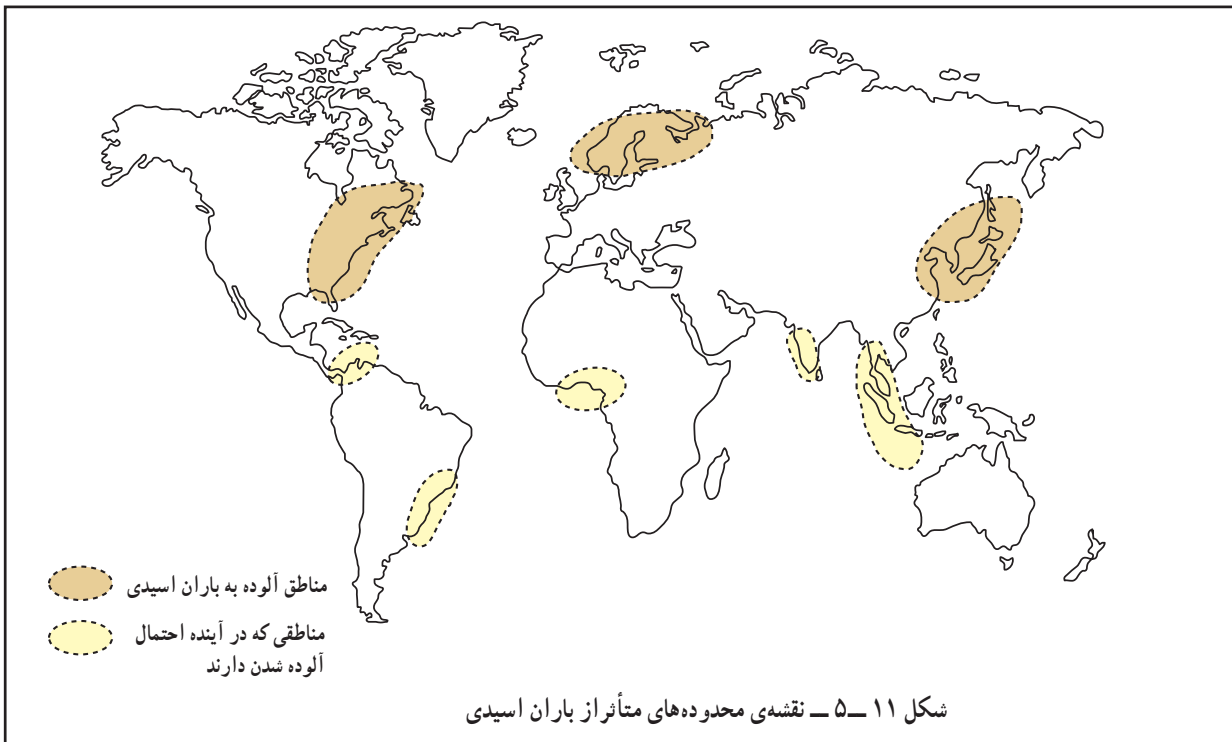 مناطق آلوده به باران اسیدی
مناطقی که در آینده احتمال
آلوده شدن دارند
شکل ۱۱ ــ ۵ ــ نقشه‌ی محدوده‌های متأثر از باران اسیدی